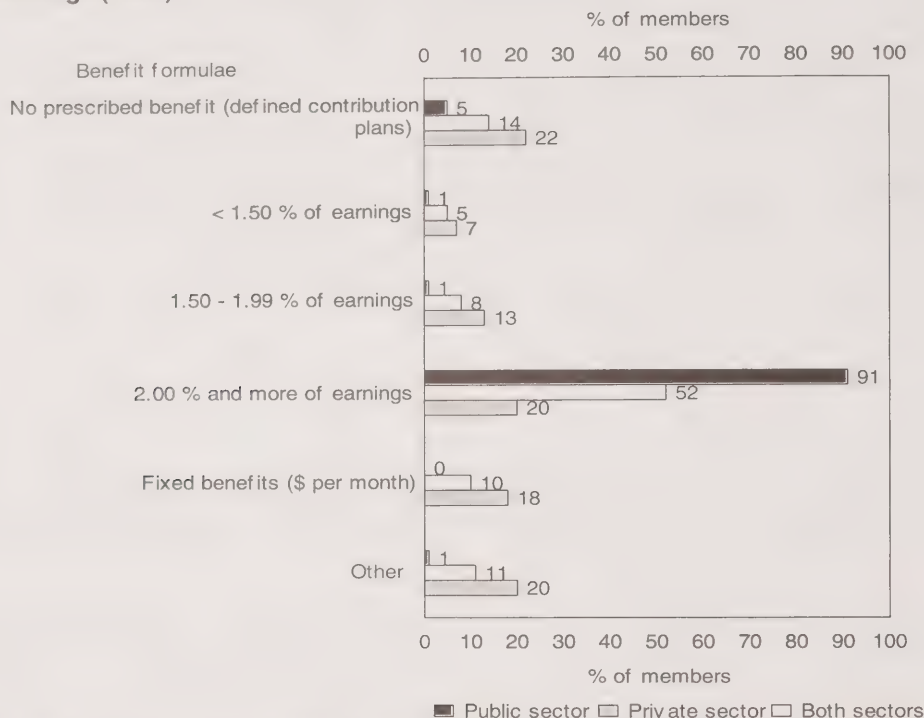 % of members
0 10 20 30 40 50 60 70 80 90 100
Benefit formulae
No prescribed benefit (defined contribution
plans)
5
14
22
< 1.50 % of earnings
1
5
7
1.50 - 1.99 % of earnings
1
8
13
2.00 % and more of earnings
91
52
20
Fixed benefits ($ per month)
0
10
18
Other
1
11
20
0 10 20 30 40 50 60 70 80 90 100
% of members
Public sector Private sector Both sectors